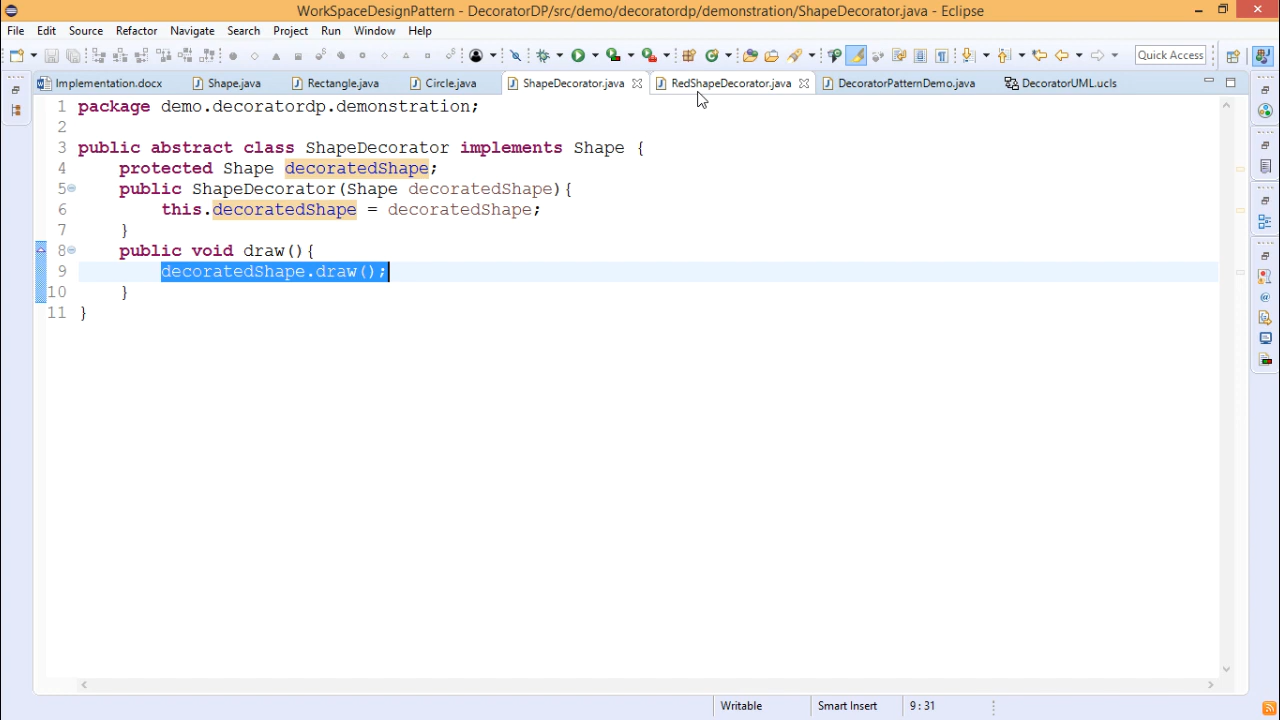 WorkSpaceDesignPattern - DecoratorDP/src/demo/decoratordp/demonstration/ShapeDecorator.java - Eclipse
File Edit Source Refactor Navigate Search Project Run Window Help
Quick Access
Implementation.docx Shape.java Rectangle.java Circle.java ShapeDecorator.java RedShapeDecorator.java DecoratorPatternDemo.java DecoratorUML.ucls
1 package demo.decoratordp.demonstration;
2
3 public abstract class ShapeDecorator implements Shape {
4 protected Shape decoratedShape;
5 public ShapeDecorator(Shape decoratedShape){
6 this.decoratedShape = decoratedShape;
7 }
8 public void draw(){
9 decoratedShape.draw();
10 }
11 }
Writable Smart Insert 9 : 31